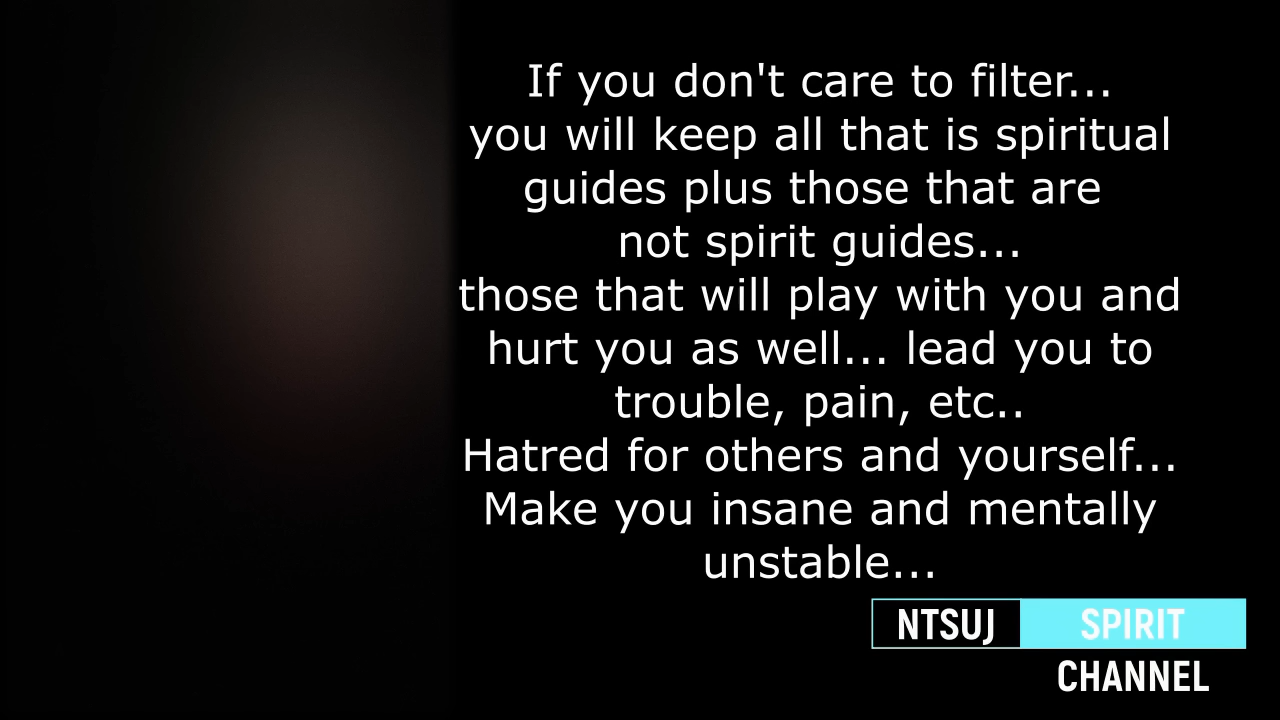 If you don't care to filter...
you will keep all that is spiritual
guides plus those that are
not spirit guides...
those that will play with you and
hurt you as well... lead you to
trouble, pain, etc..
Hatred for others and yourself...
Make you insane and mentally
unstable...
NTSUJ SPIRIT
CHANNEL